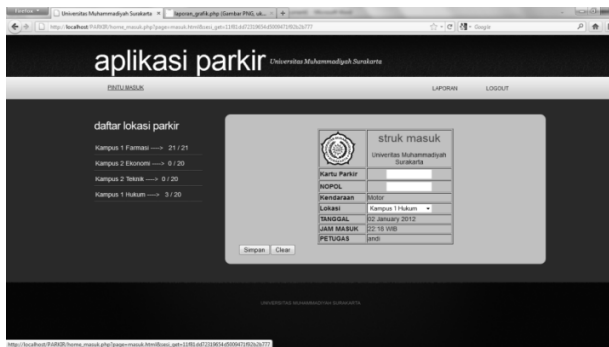 Universitas Muhammadiyah Surakarta
laporan_grafik.php (Gambar PNG, uk...
Google
aplikasi parkir Universitas Muhammadiyah Surakarta
PINTU MASUK LAPORAN LOGOUT
daftar lokasi parkir
Kampus 1 Farmasi ----> 21 / 21
Kampus 2 Ekonomi ----> 0 / 20
Kampus 2 Teknik ----> 0 / 20
Kampus 1 Hukum ----> 3 / 20
struk masuk
Univeritas Muhammadiyah
Surakarta
Kartu Parkir
NOPOL
Kendaraan Motor
Lokasi Kampus 1 Hukum
TANGGAL 02 January 2012
JAM MASUK 22:16 WIB
PETUGAS andi
Simpan Clear
UNIVERSITAS MUHAMMADIYAH SURAKARTA